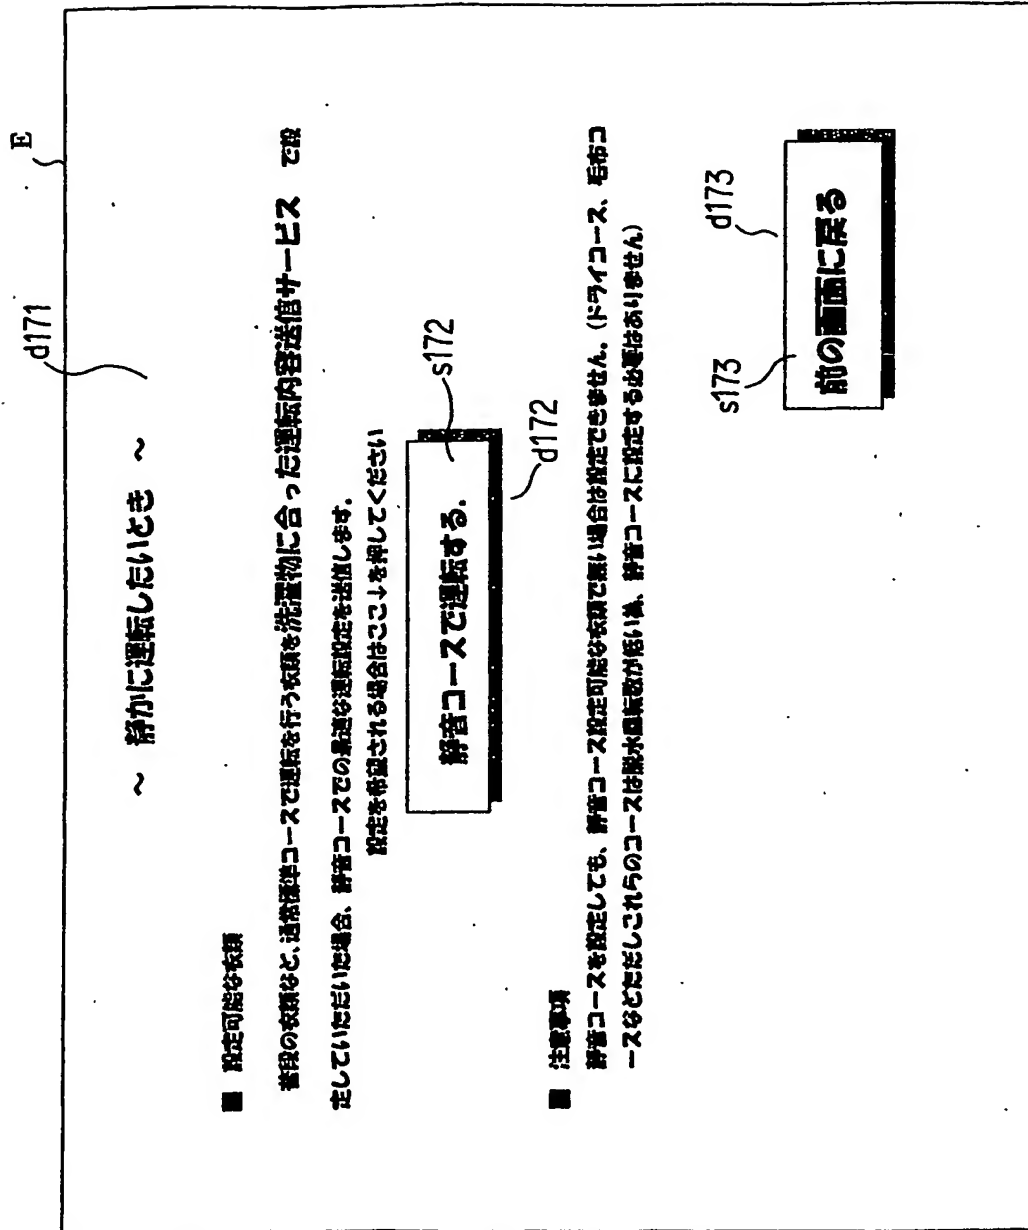 E
d171
～ 静かに運転したいとき ～
■ 設定可能な衣類
普段の衣類など、通常標準コースで運転を行う衣類を洗濯物に合った運転内容送信サービス で設
定していただいた場合、静音コースでの最適な運転設定を送信します。
設定を希望される場合はここ↓を押してください
静音コースで運転する.
s172
d172
■ 注意事項
静音コースを設定しても、静音コース設定可能な衣類で無い場合は設定できません。(ドライコース、毛布コ
ースなどただしこれらのコースは脱水回転数が低い為、静音コースに設定する必要はありません)
s173
d173
前の画面に戻る